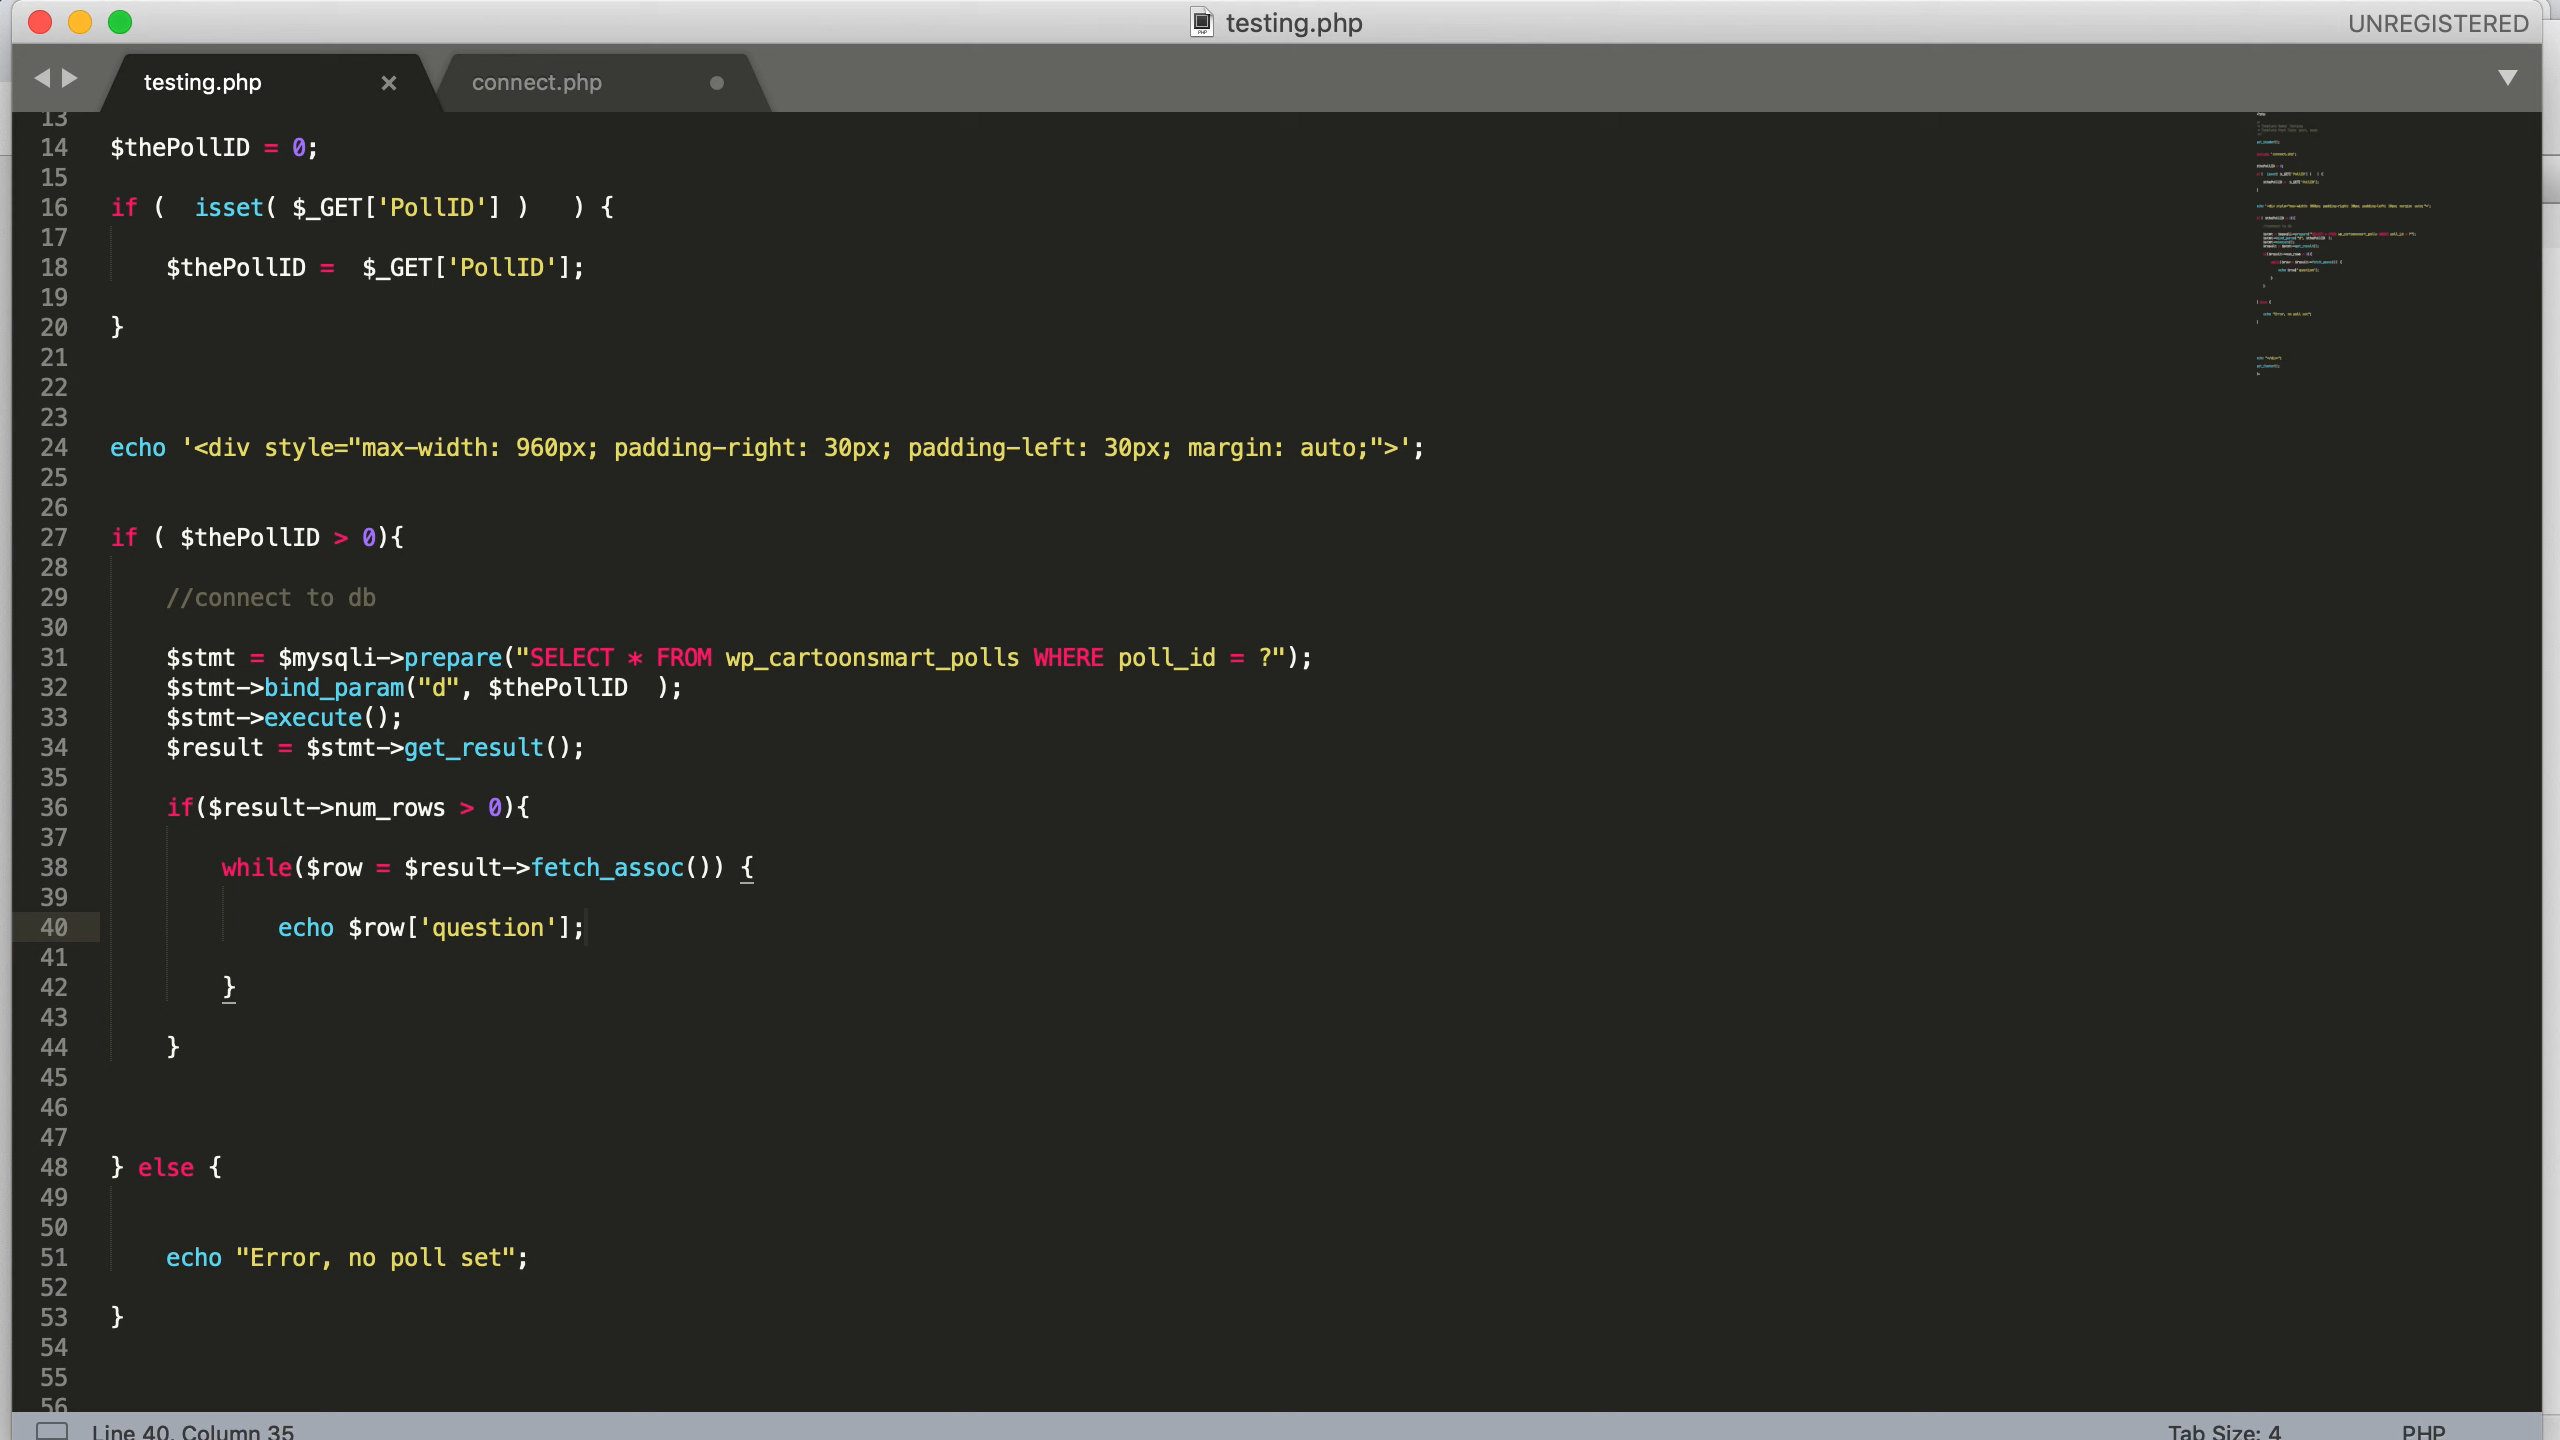 testing.php
UNREGISTERED
testing.php × connect.php
13
14 $thePollID = 0;
15
16 if (  isset( $_GET['PollID'] )   ) {
17
18 $thePollID =  $_GET['PollID'];
19
20 }
21
22
23
24 echo '<div style="max-width: 960px; padding-right: 30px; padding-left: 30px; margin: auto;">';
25
26
27 if ( $thePollID > 0){
28
29 //connect to db
30
31 $stmt = $mysqli->prepare("SELECT * FROM wp_cartoonsmart_polls WHERE poll_id = ?");
32 $stmt->bind_param("d", $thePollID  );
33 $stmt->execute();
34 $result = $stmt->get_result();
35
36 if($result->num_rows > 0){
37
38 while($row = $result->fetch_assoc()) {
39
40 echo $row['question'];
41
42 }
43
44 }
45
46
47
48 } else {
49
50
51 echo "Error, no poll set";
52
53 }
54
55
56
Line 40, Column 35
Tab Size: 4
PHP